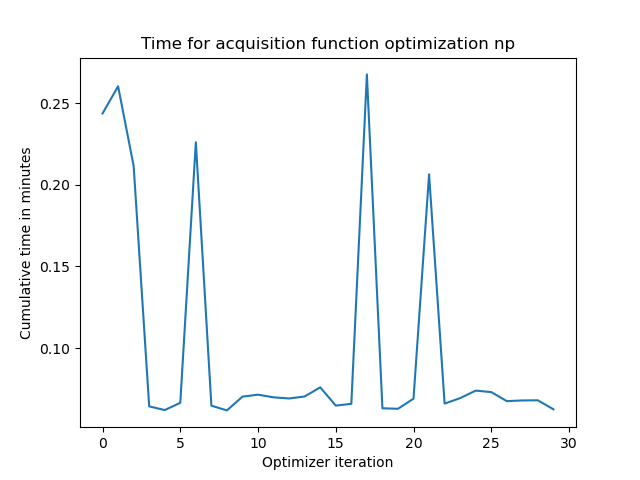 Time for acquisition function optimization np
0.25
0.20
0.15
0.10
Cumulative time in minutes
0 5 10 15 20 25 30
Optimizer iteration